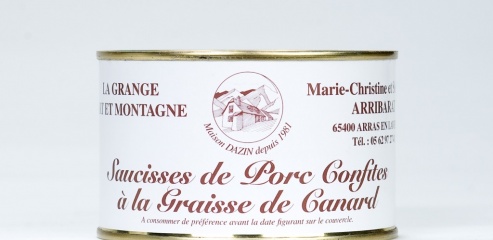 LA GRANGE
ET MONTAGNE
Marie-Christine et
ARRIBARA
65400 ARRAS EN
Tél. : 05 62 97
Maison DAZIN depuis 1981
Saucisses de Porc Confites
à la Graisse de Canard
A consommer de préférence avant la date figurant sur le couvercle.